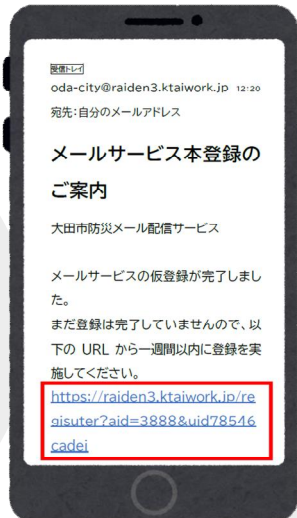 受信トレイ
oda-city@raiden3.ktaiwork.jp 12:20
宛先:自分のメールアドレス
メールサービス本登録の
ご案内
大田市防災メール配信サービス
メールサービスの仮登録が完了しまし
た。
まだ登録は完了していませんので、以
下の URL から一週間以内に登録を実
施してください。
https://raiden3.ktaiwork.jp/re
gisuter?aid=3888&uid78546
cadej